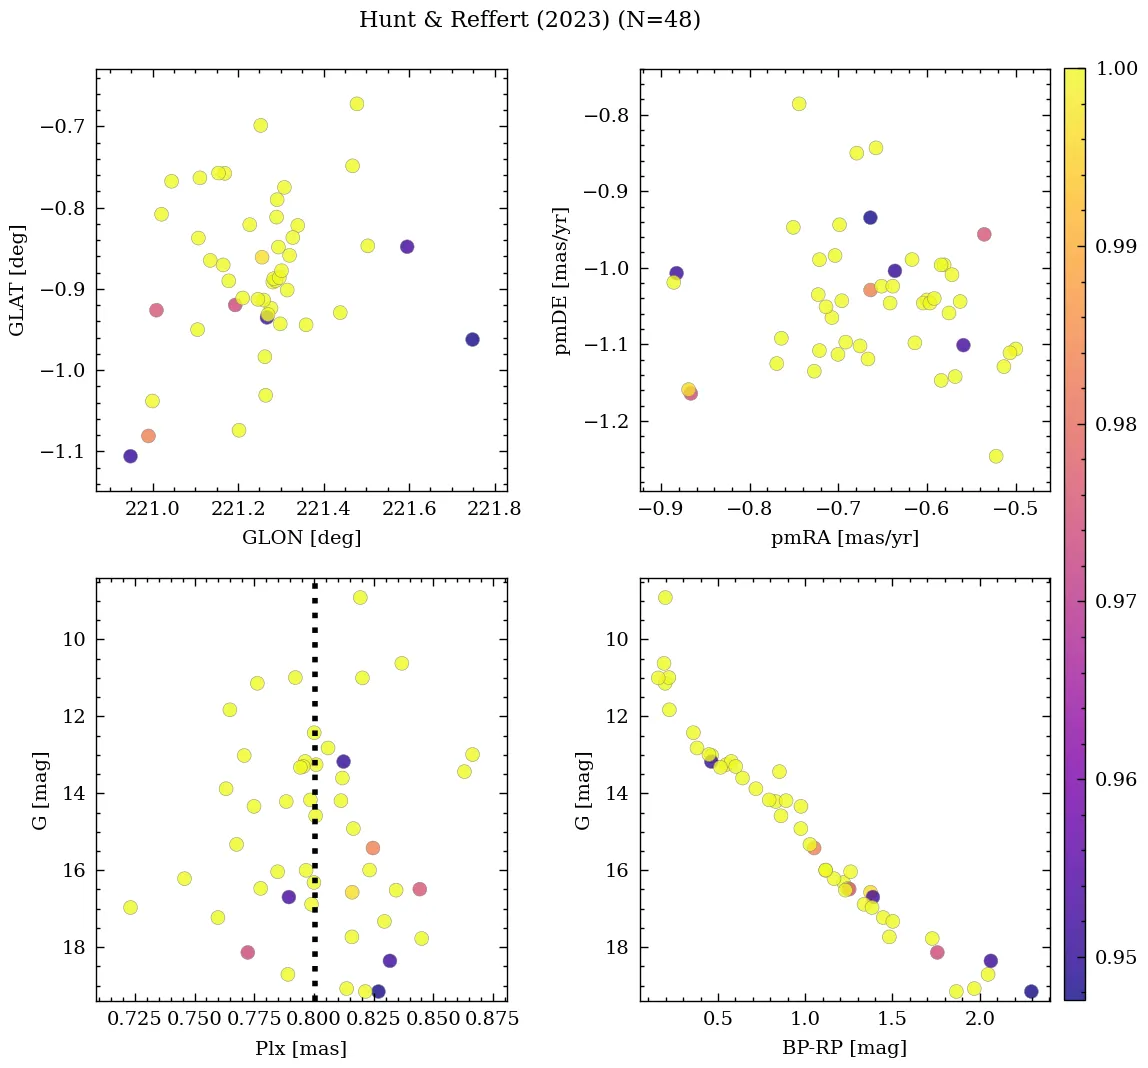 Hunt & Reffert (2023) (N=48)
−0.7
−0.8
−0.9
−1.0
−1.1
GLAT [deg]
221.0 221.2 221.4 221.6 221.8
GLON [deg]
−0.8
−0.9
−1.0
−1.1
−1.2
pmDE [mas/yr]
−0.9 −0.8 −0.7 −0.6 −0.5
pmRA [mas/yr]
10
12
14
16
18
G [mag]
0.725 0.750 0.775 0.800 0.825 0.850 0.875
Plx [mas]
10
12
14
16
18
G [mag]
0.5 1.0 1.5 2.0
BP-RP [mag]
1.00
0.99
0.98
0.97
0.96
0.95